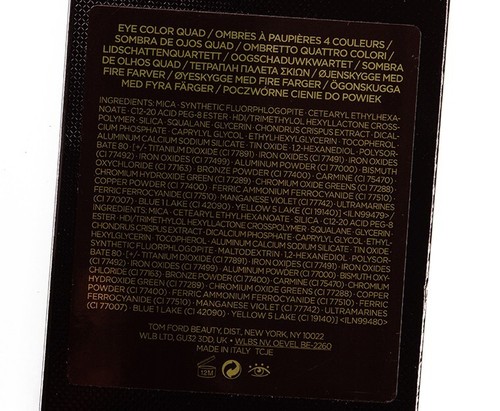 EYE COLOR QUAD / OMBRES À PAUPIÈRES 4 COULEURS /
SOMBRA DE OJOS QUAD / OMBRETTO QUATTRO COLORI /
LIDSCHATTENQUARTETT / OOGSCHADUWKWARTET / SOMBRA
DE OLHOS QUAD / ΤΕΤΡΑΠΛΗ ΠΑΛΕΤΑ ΣΚΙΩΝ / ØJENSKYGGE MED
FIRE FARVER / ØYESKYGGE MED FIRE FARGER / ÖGONSKUGGA
MED FYRA FÄRGER / POCZWÓRNE CIENIE DO POWIEK
INGREDIENTS: MICA · SYNTHETIC FLUORPHLOGOPITE · CETEARYL ETHYLHEXA-
NOATE · C12-20 ACID PEG-8 ESTER · HDI/TRIMETHYLOL HEXYLLACTONE CROSS-
POLYMER · SILICA · SQUALANE · GLYCERIN · CHONDRUS CRISPUS EXTRACT · DICAL-
CIUM PHOSPHATE · CAPRYLYL GLYCOL · ETHYLHEXYLGLYCERIN · TOCOPHEROL ·
ALUMINUM CALCIUM SODIUM SILICATE · TIN OXIDE · 1,2-HEXANEDIOL · POLYSOR-
BATE 80 · [+/- TITANIUM DIOXIDE (CI 77891) · IRON OXIDES (CI 77491) · IRON OXIDES
(CI 77492) · IRON OXIDES (CI 77499) · ALUMINUM POWDER (CI 77000) · BISMUTH
OXYCHLORIDE (CI 77163) · BRONZE POWDER (CI 77400) · CARMINE (CI 75470) ·
CHROMIUM HYDROXIDE GREEN (CI 77289) · CHROMIUM OXIDE GREENS (CI 77288) ·
COPPER POWDER (CI 77400) · FERRIC AMMONIUM FERROCYANIDE (CI 77510) ·
FERRIC FERROCYANIDE (CI 77510) · MANGANESE VIOLET (CI 77742) · ULTRAMARINES
(CI 77007) · BLUE 1 LAKE (CI 42090) · YELLOW 5 LAKE (CI 19140)] <ILN99479> /
INGREDIENTS: MICA · CETEARYL ETHYLHEXANOATE · SILICA · C12-20 ACID PEG-8
ESTER · HDI/TRIMETHYLOL HEXYLLACTONE CROSSPOLYMER · SQUALANE · GLYCERIN ·
CHONDRUS CRISPUS EXTRACT · DICALCIUM PHOSPHATE · CAPRYLYL GLYCOL · ETHYL-
HEXYLGLYCERIN · TOCOPHEROL · ALUMINUM CALCIUM SODIUM SILICATE · TIN OXIDE ·
SYNTHETIC FLUORPHLOGOPITE · MALTODEXTRIN · 1,2-HEXANEDIOL · POLYSOR-
BATE 80 · [+/- TITANIUM DIOXIDE (CI 77891) · IRON OXIDES (CI 77491) · IRON OXIDES
(CI 77492) · IRON OXIDES (CI 77499) · ALUMINUM POWDER (CI 77000) · BISMUTH OXY-
CHLORIDE (CI 77163) · BRONZE POWDER (CI 77400) · CARMINE (CI 75470) · CHROMIUM
HYDROXIDE GREEN (CI 77289) · CHROMIUM OXIDE GREENS (CI 77288) · COPPER
POWDER (CI 77400) · FERRIC AMMONIUM FERROCYANIDE (CI 77510) · FERRIC
FERROCYANIDE (CI 77510) · MANGANESE VIOLET (CI 77742) · ULTRAMARINES
(CI 77007) · BLUE 1 LAKE (CI 42090) · YELLOW 5 LAKE (CI 19140)] <ILN99480>
TOM FORD BEAUTY, DIST, NEW YORK, NY 10022
WLB LTD, GU32 3DD, UK · WLBS NV OEVEL BE-2260
MADE IN ITALY TCJE
12M